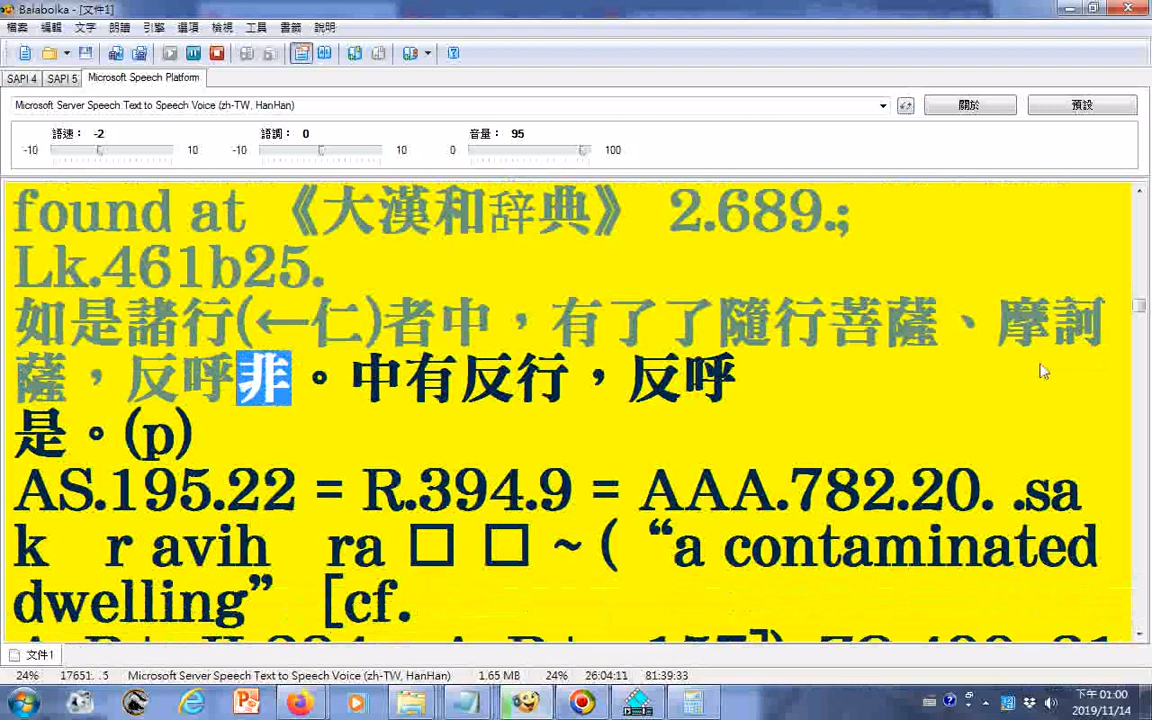 Balabolka - [文件1]
檔案 編輯 文字 朗讀 引擎 選項 檢視 工具 書籤 說明
SAPI 4 SAPI 5 Microsoft Speech Platform
Microsoft Server Speech Text to Speech Voice (zh-TW, HanHan) 關於 預設
語速： -2 語調： 0 音量： 95
-10 10 -10 10 0 100
found at 《大漢和辞典》 2.689.;
Lk.461b25.
如是諸行(←仁)者中，有了了隨行菩薩、摩訶
薩，反呼非。中有反行，反呼
是。(p)
AS.195.22 = R.394.9 = AAA.782.20. .sa
k r avih ra □ □ ~ ( “a contaminated
dwelling” [cf.
文件1
24% 17651: 5 Microsoft Server Speech Text to Speech Voice (zh-TW, HanHan) 1.65 MB 24% 26:04:11 81:39:33
下午 01:00
2019/11/14